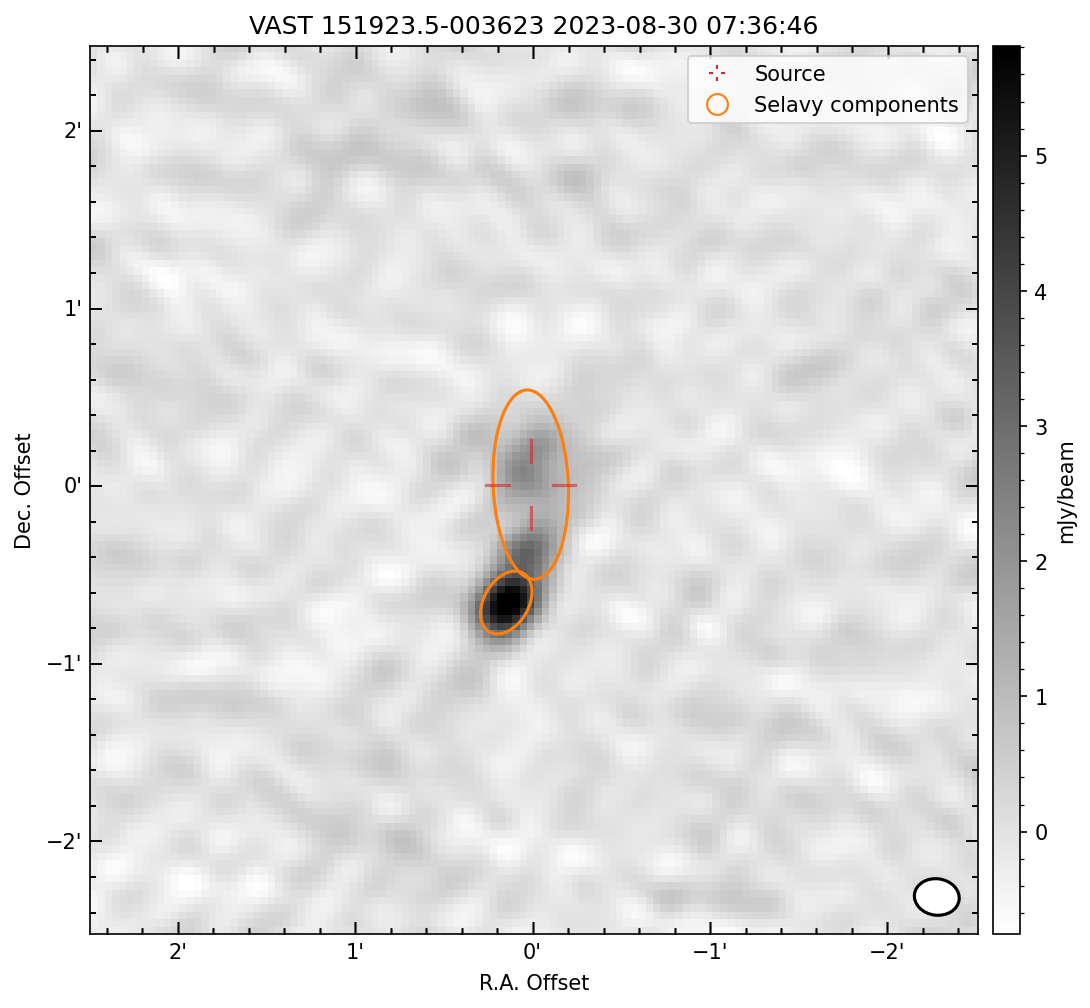 VAST 151923.5-003623 2023-08-30 07:36:46
Source
Selavy components
2'
1'
0'
−1'
−2'
Dec. Offset
2'
1'
0'
−1'
−2'
R.A. Offset
5
4
3
2
1
0
mJy/beam